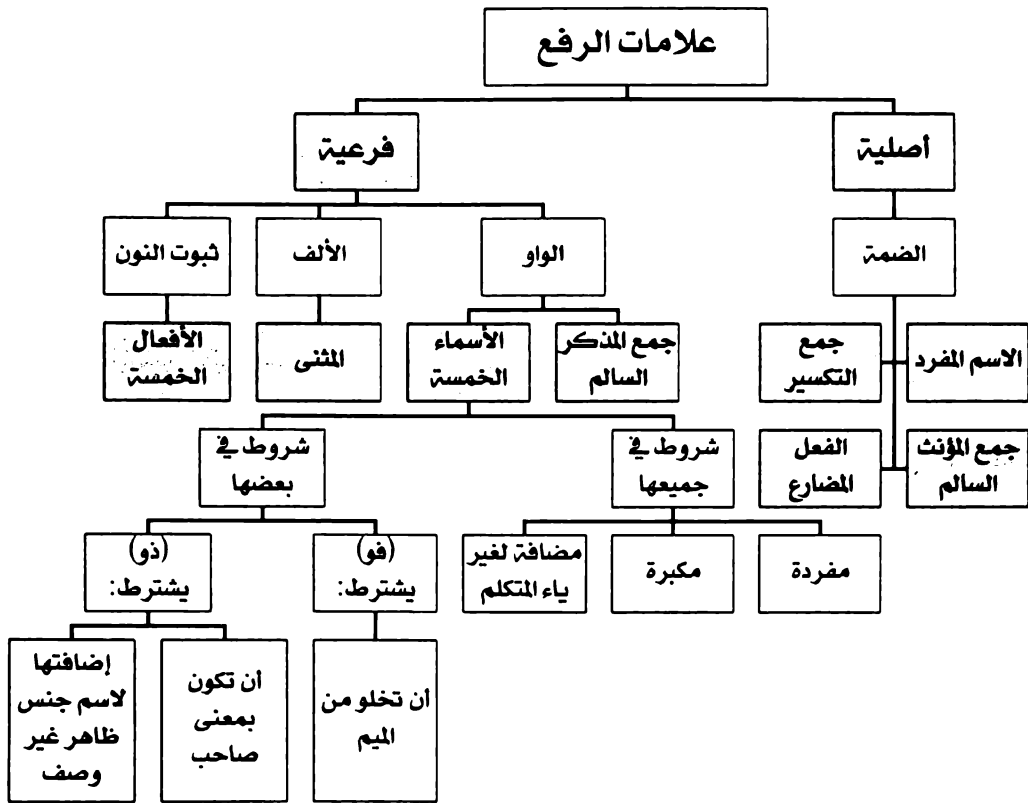 علامات الرفع
أصلية
فرعية
الضمة
الواو
الألف
ثبوت النون
الاسم المفرد
جمع
التكسير
جمع المذكر
السالم
الأسماء
الخمسة
المثنى
الأفعال
الخمسة
جمع المؤنث
السالم
الفعل
المضارع
شروط في
جميعها
شروط في
بعضها
مفردة
مكبرة
مضافة لغير
ياء المتكلم
(فو)
يشترط:
(ذو)
يشترط:
أن تخلو من
الميم
أن تكون
بمعنى
صاحب
إضافتها
لاسم جنس
ظاهر غير
وصف